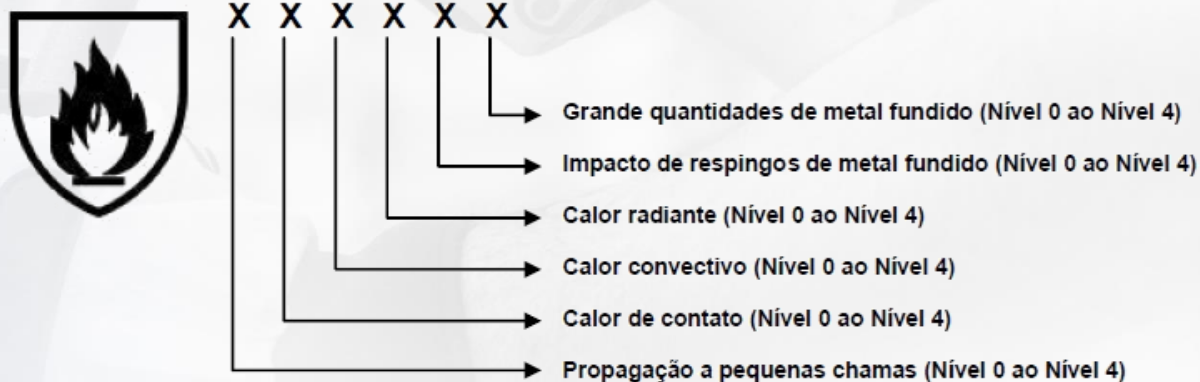 X X X X X X
Grande quantidades de metal fundido (Nível 0 ao Nível 4)
Impacto de respingos de metal fundido (Nível 0 ao Nível 4)
Calor radiante (Nível 0 ao Nível 4)
Calor convectivo (Nível 0 ao Nível 4)
Calor de contato (Nível 0 ao Nível 4)
Propagação a pequenas chamas (Nível 0 ao Nível 4)